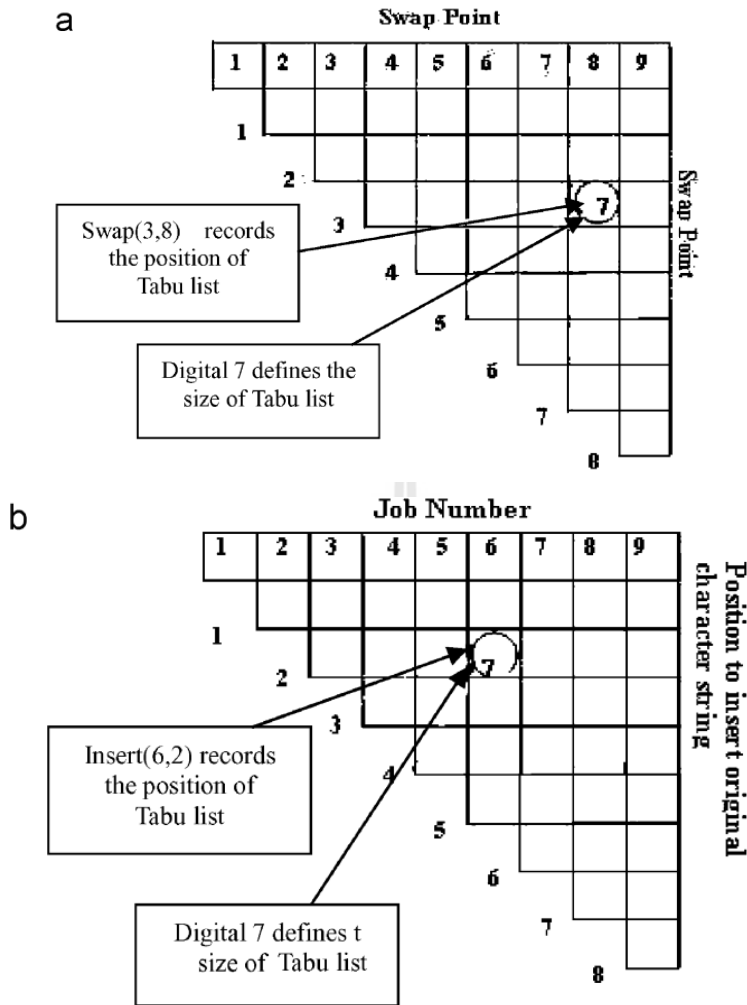 a
Swap Point
1 2 3 4 5 6 7 8 9
1
2
7
3
4
5
6
7
8
Swap Point
Swap(3,8) records
the position of
Tabu list
Digital 7 defines the
size of Tabu list
b
Job Number
1 2 3 4 5 6 7 8 9
1
7
2
3
4
5
6
7
8
Position to insert original
character string
Insert(6,2) records
the position of
Tabu list
Digital 7 defines t
size of Tabu list